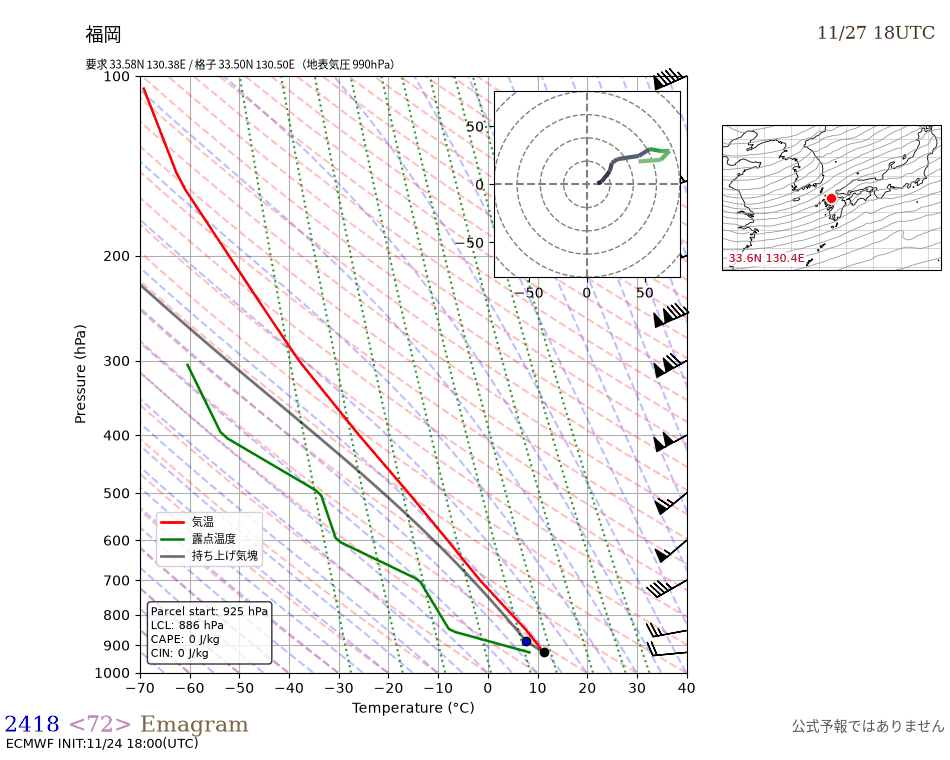 福岡
11/27 18UTC
要求 33.58N 130.38E / 格子 33.50N 130.50E（地表気圧 990hPa）
100
200
300
400
500
600
700
800
900
1000
Pressure (hPa)
−70 −60 −50 −40 −30 −20 −10 0 10 20 30 40
Temperature (°C)
50
0
−50
−50 0 50
33.6N 130.4E
気温
露点温度
持ち上げ気塊
Parcel start: 925 hPa
LCL: 886 hPa
CAPE: 0 J/kg
CIN: 0 J/kg
2418 <72> Emagram
ECMWF INIT:11/24 18:00(UTC)
公式予報ではありません